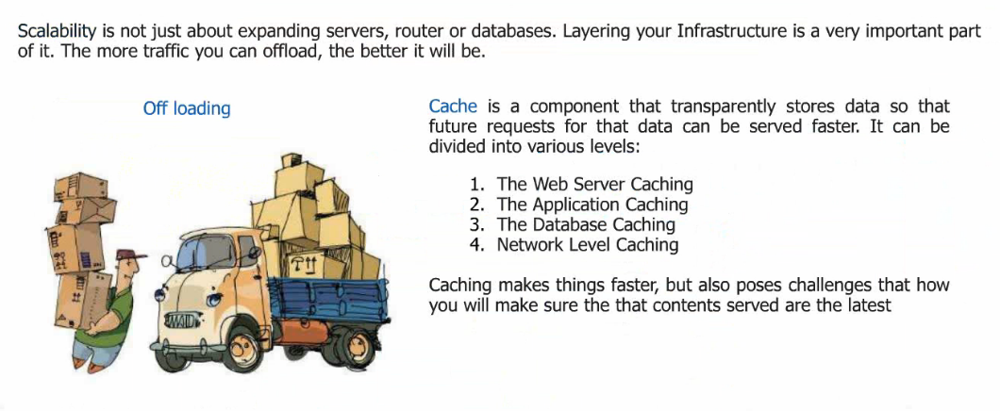 Scalability is not just about expanding servers, router or databases. Layering your Infrastructure is a very important part
of it. The more traffic you can offload, the better it will be.
Off loading
Cache is a component that transparently stores data so that
future requests for that data can be served faster. It can be
divided into various levels:
1. The Web Server Caching
2. The Application Caching
3. The Database Caching
4. Network Level Caching
Caching makes things faster, but also poses challenges that how
you will make sure the that contents served are the latest